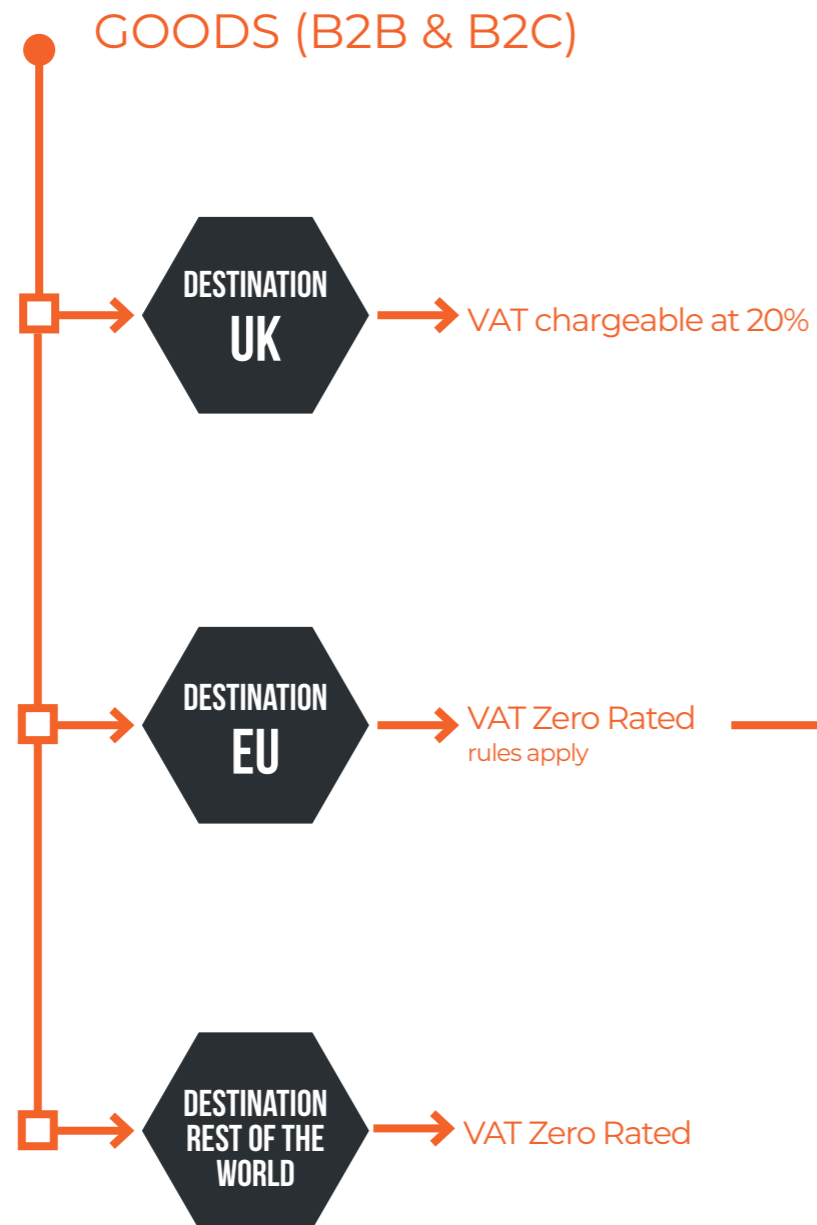 GOODS (B2B & B2C)
DESTINATION
UK
VAT chargeable at 20%
DESTINATION
EU
VAT Zero Rated
rules apply
DESTINATION
REST OF THE
WORLD
VAT Zero Rated